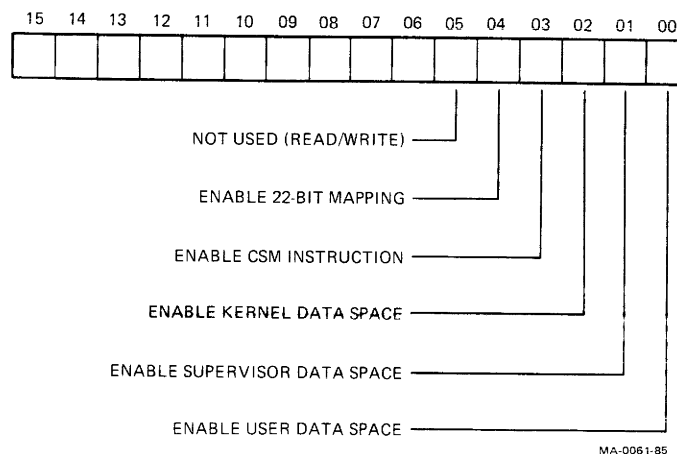 15 14 13 12 11 10 09 08 07 06 05 04 03 02 01 00
NOT USED (READ/WRITE)
ENABLE 22-BIT MAPPING
ENABLE CSM INSTRUCTION
ENABLE KERNEL DATA SPACE
ENABLE SUPERVISOR DATA SPACE
ENABLE USER DATA SPACE
MA-0061-85